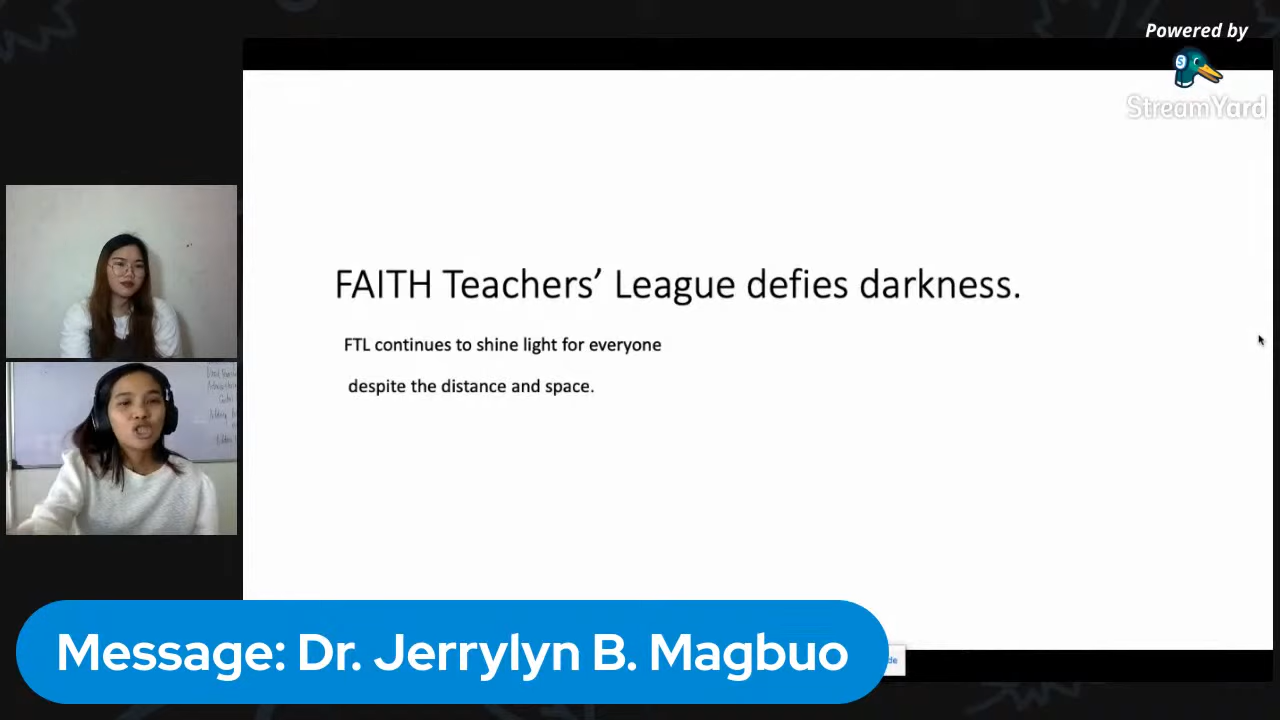 Powered by
S
StreamYard
FAITH Teachers’ League defies darkness.
FTL continues to shine light for everyone
despite the distance and space.
Message: Dr. Jerrylyn B. Magbuo